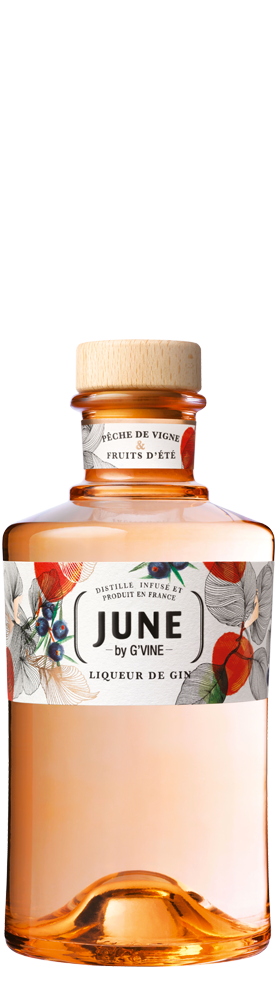 PÊCHE DE VIGNE
&
FRUITS D'ÉTÉ
DISTILLÉ INFUSÉ ET
PRODUIT EN FRANCE
JUNE
by G'VINE
LIQUEUR DE GIN